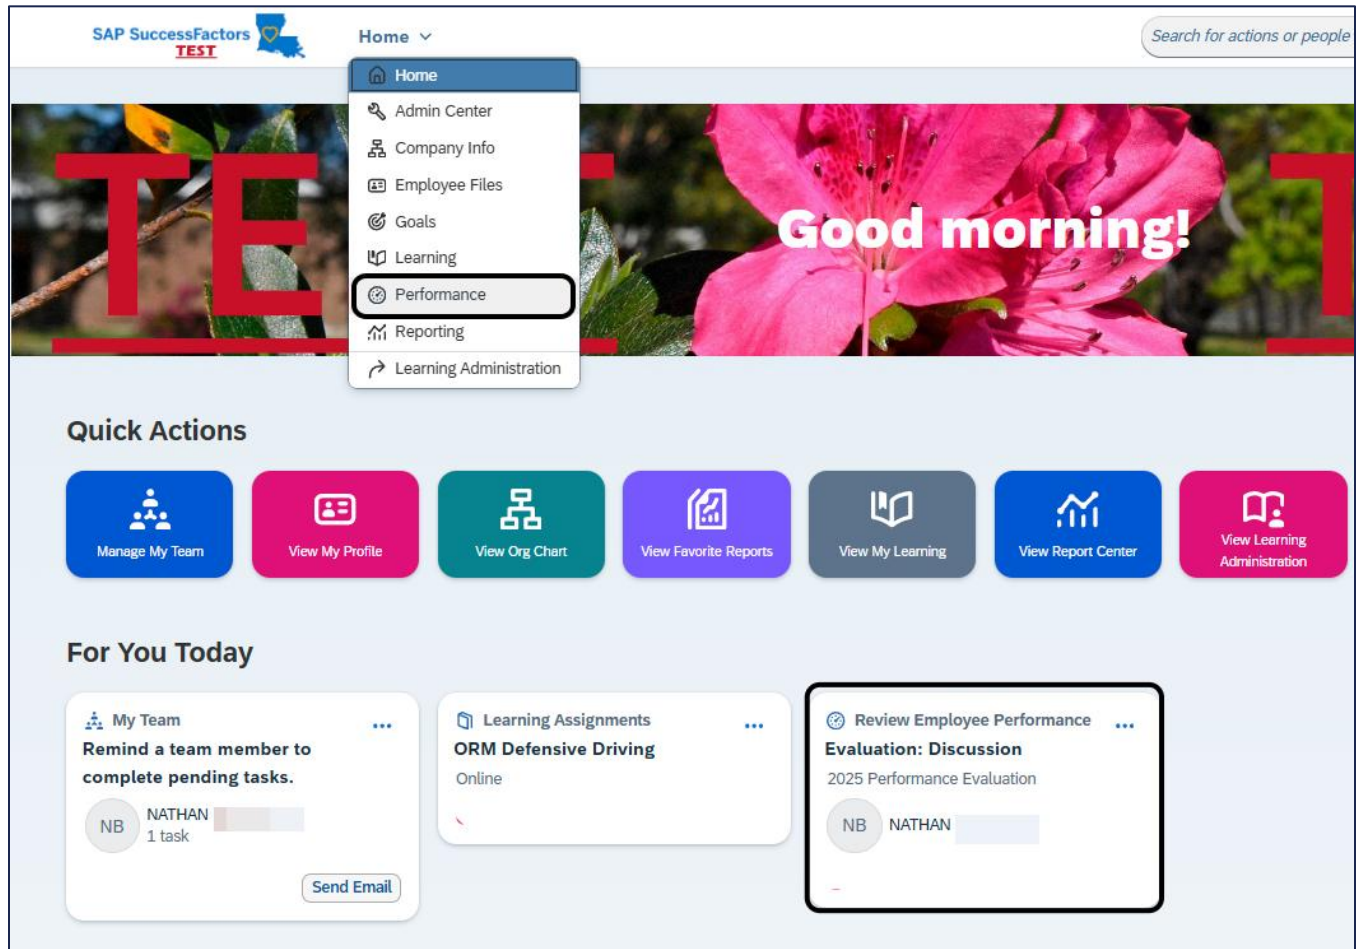 SAP SuccessFactors
TEST
Home
Search for actions or people
Home
Admin Center
Company Info
Employee Files
Goals
Learning
Performance
Reporting
Learning Administration
Good morning!
Quick Actions
Manage My Team
View My Profile
View Org Chart
View Favorite Reports
View My Learning
View Report Center
View Learning
Administration
For You Today
My Team
Remind a team member to
complete pending tasks.
NB
NATHAN
1 task
Send Email
Learning Assignments
ORM Defensive Driving
Online
Review Employee Performance
Evaluation: Discussion
2025 Performance Evaluation
NB
NATHAN